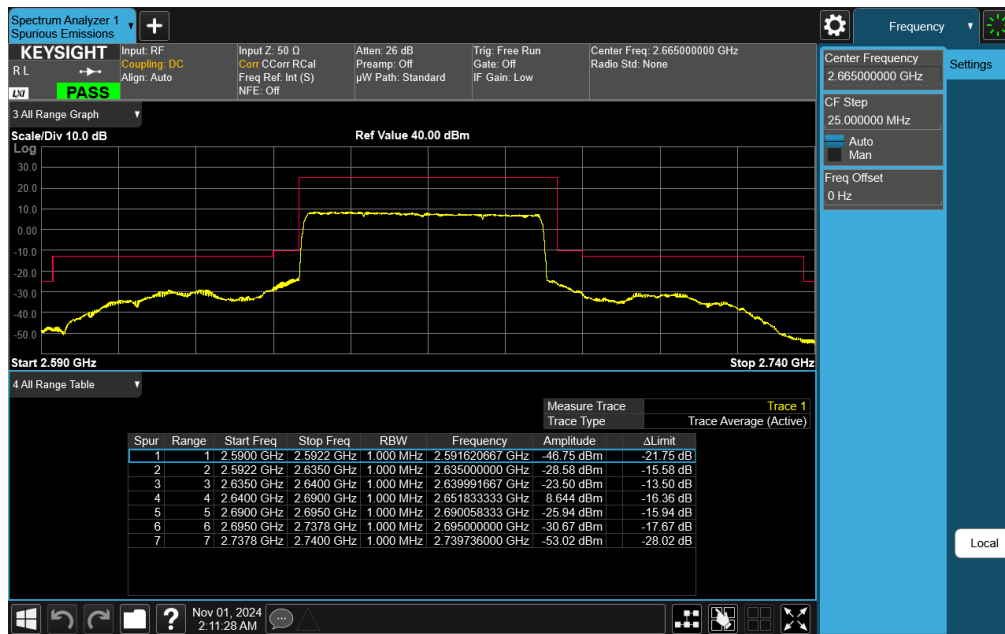 Spectrum Analyzer 1
Spurious Emissions
Frequency
KEYSIGHT
R L
LXI
PASS
Input: RF
Coupling: DC
Align: Auto
Input Z: 50 Ω
Corr CCorr RCal
Freq Ref: Int (S)
NFE: Off
Atten: 26 dB
Preamp: Off
µW Path: Standard
Trig: Free Run
Gate: Off
IF Gain: Low
Center Freq: 2.665000000 GHz
Radio Std: None
Center Frequency
2.665000000 GHz
Settings
CF Step
25.000000 MHz
Auto
Man
Freq Offset
0 Hz
3 All Range Graph
Scale/Div 10.0 dB
Ref Value 40.00 dBm
Log
30.0
20.0
10.0
0.00
-10.0
-20.0
-30.0
-40.0
-50.0
Start 2.590 GHz
Stop 2.740 GHz
4 All Range Table
Measure Trace Trace 1
Trace Type Trace Average (Active)
Spur Range Start Freq Stop Freq RBW Frequency Amplitude ΔLimit
1 1 2.5900 GHz 2.5922 GHz 1.000 MHz 2.591620667 GHz -46.75 dBm -21.75 dB
2 2 2.5922 GHz 2.6350 GHz 1.000 MHz 2.635000000 GHz -28.58 dBm -15.58 dB
3 3 2.6350 GHz 2.6400 GHz 1.000 MHz 2.639991667 GHz -23.50 dBm -13.50 dB
4 4 2.6400 GHz 2.6900 GHz 1.000 MHz 2.651833333 GHz 8.644 dBm -16.36 dB
5 5 2.6900 GHz 2.6950 GHz 1.000 MHz 2.690058333 GHz -25.94 dBm -15.94 dB
6 6 2.6950 GHz 2.7378 GHz 1.000 MHz 2.695000000 GHz -30.67 dBm -17.67 dB
7 7 2.7378 GHz 2.7400 GHz 1.000 MHz 2.739736000 GHz -53.02 dBm -28.02 dB
Local
Nov 01, 2024
2:11:28 AM